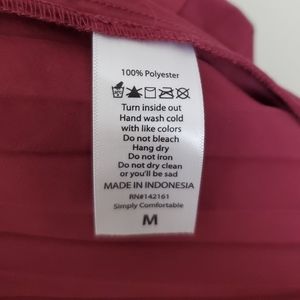 100% Polyester
Turn inside out
Hand wash cold
with like colors
Do not bleach
Hang dry
Do not iron
Do not dry clean
or you'll be sad
MADE IN INDONESIA
RN#142161
Simply Comfortable
M